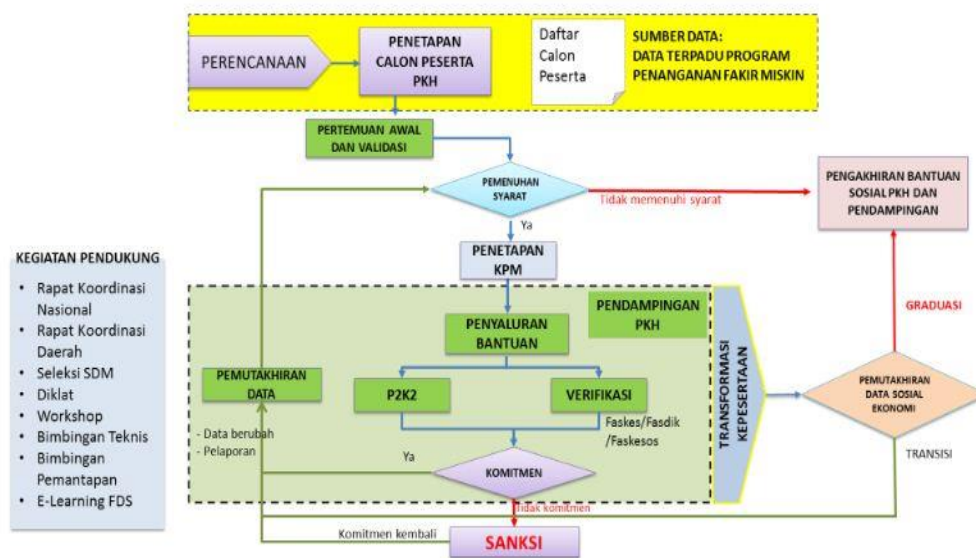 PERENCANAAN
PENETAPAN
CALON PESERTA
PKH
Daftar
Calon
Peserta
SUMBER DATA:
DATA TERPADU PROGRAM
PENANGANAN FAKIR MISKIN
PERTEMUAN AWAL
DAN VALIDASI
PEMENUHAN
SYARAT
Tidak memenuhi syarat
PENGAKHIRAN BANTUAN
SOSIAL PKH DAN
PENDAMPINGAN
Ya
PENETAPAN
KPM
KEGIATAN PENDUKUNG
• Rapat Koordinasi
Nasional
• Rapat Koordinasi
Daerah
• Seleksi SDM
• Diklat
• Workshop
• Bimbingan Teknis
• Bimbingan
Pemantapan
• E-Learning FDS
PENDAMPINGAN
PKH
PENYALURAN
BANTUAN
PEMUTAKHIRAN
DATA
P2K2
VERIFIKASI
Faskes/Fasdik
/Faskesos
- Data berubah
- Pelaporan
Ya
KOMITMEN
Tidak komitmen
Komitmen kembali
SANKSI
TRANSFORMASI
KEPESERTAAN
GRADUASI
PEMUTAKHIRAN
DATA SOSIAL
EKONOMI
TRANSISI